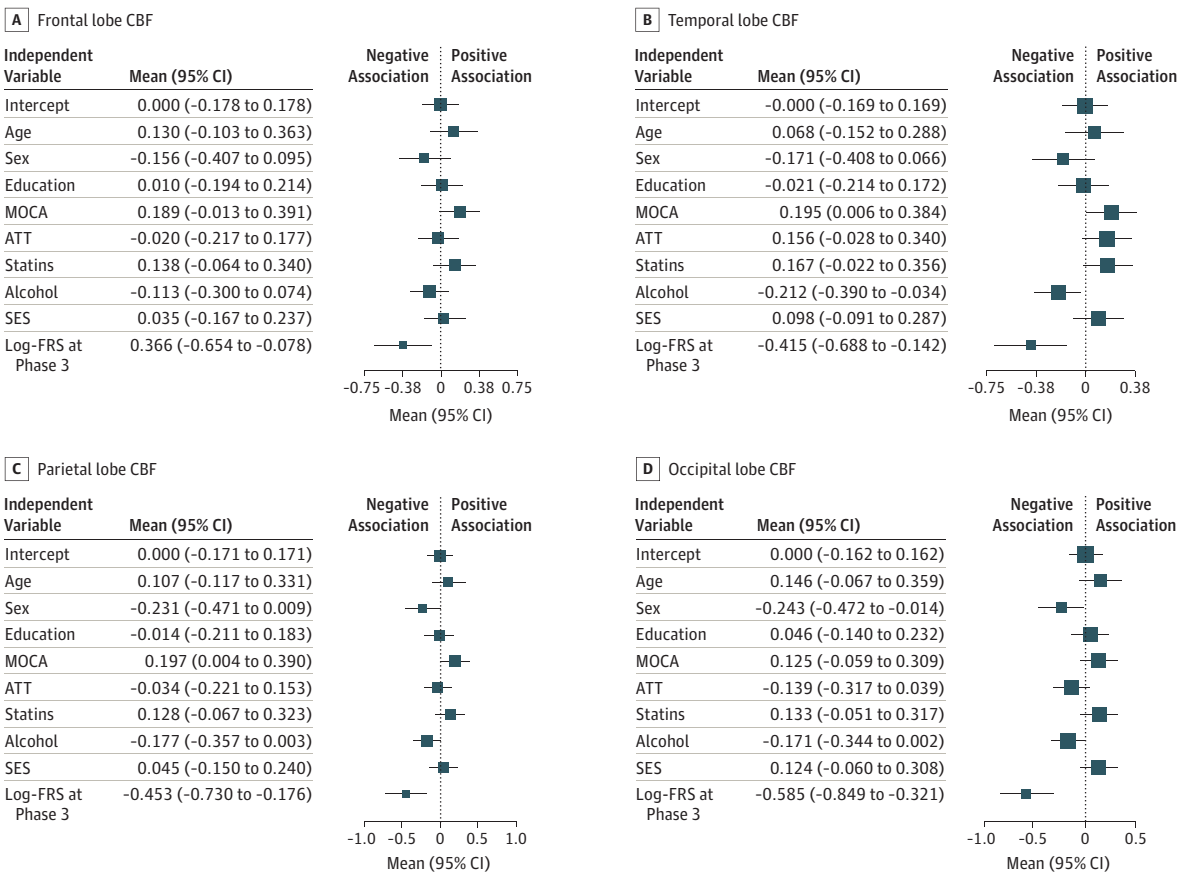 A Frontal lobe CBF
Independent Variable Mean (95% CI) Negative Association Positive Association
Intercept 0.000 (-0.178 to 0.178)
Age 0.130 (-0.103 to 0.363)
Sex -0.156 (-0.407 to 0.095)
Education 0.010 (-0.194 to 0.214)
MOCA 0.189 (-0.013 to 0.391)
ATT -0.020 (-0.217 to 0.177)
Statins 0.138 (-0.064 to 0.340)
Alcohol -0.113 (-0.300 to 0.074)
SES 0.035 (-0.167 to 0.237)
Log-FRS at 0.366 (-0.654 to -0.078)
Phase 3
-0.75 -0.38 0 0.38 0.75
Mean (95% CI)
B Temporal lobe CBF
Independent Variable Mean (95% CI) Negative Association Positive Association
Intercept -0.000 (-0.169 to 0.169)
Age 0.068 (-0.152 to 0.288)
Sex -0.171 (-0.408 to 0.066)
Education -0.021 (-0.214 to 0.172)
MOCA 0.195 (0.006 to 0.384)
ATT 0.156 (-0.028 to 0.340)
Statins 0.167 (-0.022 to 0.356)
Alcohol -0.212 (-0.390 to -0.034)
SES 0.098 (-0.091 to 0.287)
Log-FRS at -0.415 (-0.688 to -0.142)
Phase 3
-0.75 -0.38 0 0.38
Mean (95% CI)
C Parietal lobe CBF
Independent Variable Mean (95% CI) Negative Association Positive Association
Intercept 0.000 (-0.171 to 0.171)
Age 0.107 (-0.117 to 0.331)
Sex -0.231 (-0.471 to 0.009)
Education -0.014 (-0.211 to 0.183)
MOCA 0.197 (0.004 to 0.390)
ATT -0.034 (-0.221 to 0.153)
Statins 0.128 (-0.067 to 0.323)
Alcohol -0.177 (-0.357 to 0.003)
SES 0.045 (-0.150 to 0.240)
Log-FRS at -0.453 (-0.730 to -0.176)
Phase 3
-1.0 -0.5 0 0.5 1.0
Mean (95% CI)
D Occipital lobe CBF
Independent Variable Mean (95% CI) Negative Association Positive Association
Intercept 0.000 (-0.162 to 0.162)
Age 0.146 (-0.067 to 0.359)
Sex -0.243 (-0.472 to -0.014)
Education 0.046 (-0.140 to 0.232)
MOCA 0.125 (-0.059 to 0.309)
ATT -0.139 (-0.317 to 0.039)
Statins 0.133 (-0.051 to 0.317)
Alcohol -0.171 (-0.344 to 0.002)
SES 0.124 (-0.060 to 0.308)
Log-FRS at -0.585 (-0.849 to -0.321)
Phase 3
-1.0 -0.5 0 0.5
Mean (95% CI)